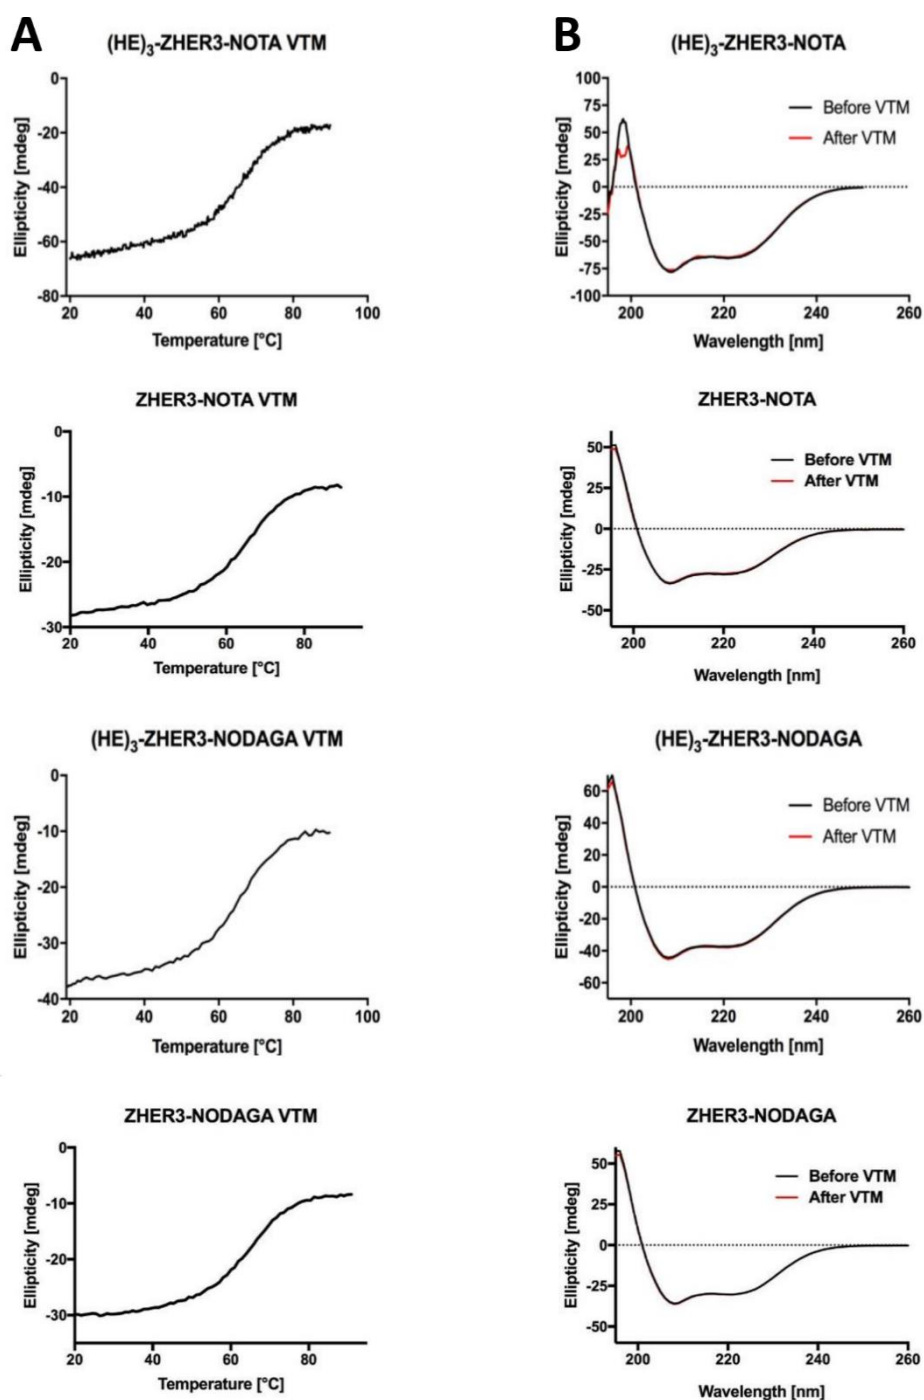 A
(HE)3-ZHER3-NOTA VTM
0
-20
-40
-60
-80
20 40 60 80 100
Ellipticity [mdeg]
Temperature [°C]
B
(HE)3-ZHER3-NOTA
100
75
50
25
0
-25
-50
-75
-100
200 220 240 260
Ellipticity [mdeg]
Wavelength [nm]
Before VTM
After VTM
ZHER3-NOTA VTM
0
-10
-20
-30
20 40 60 80
Ellipticity [mdeg]
Temperature [°C]
ZHER3-NOTA
50
25
0
-25
-50
200 220 240 260
Ellipticity [mdeg]
Wavelength [nm]
Before VTM
After VTM
(HE)3-ZHER3-NODAGA VTM
0
-10
-20
-30
-40
20 40 60 80 100
Ellipticity [mdeg]
Temperature [°C]
(HE)3-ZHER3-NODAGA
60
40
20
0
-20
-40
-60
200 220 240 260
Ellipticity [mdeg]
Wavelength [nm]
Before VTM
After VTM
ZHER3-NODAGA VTM
0
-10
-20
-30
20 40 60 80
Ellipticity [mdeg]
Temperature [°C]
ZHER3-NODAGA
50
25
0
-25
-50
200 220 240 260
Ellipticity [mdeg]
Wavelength [nm]
Before VTM
After VTM